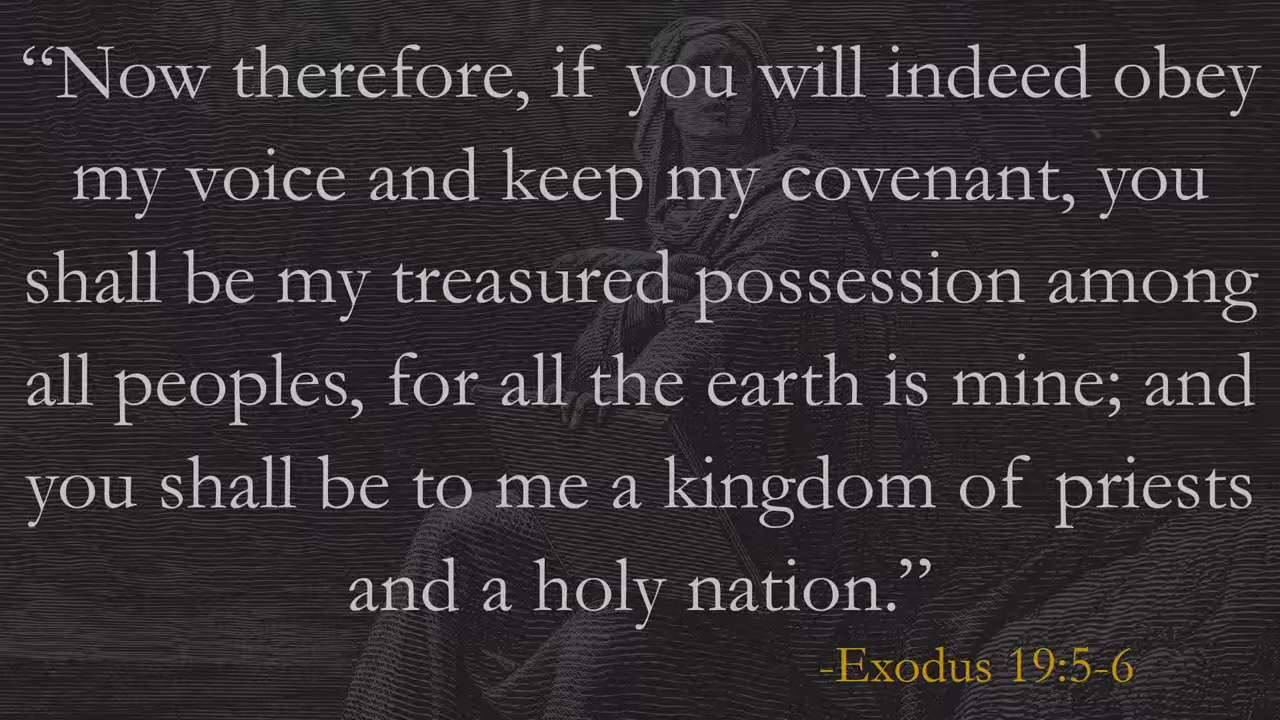 “Now therefore, if you will indeed obey
my voice and keep my covenant, you
shall be my treasured possession among
all peoples, for all the earth is mine; and
you shall be to me a kingdom of priests
and a holy nation.”
-Exodus 19:5-6